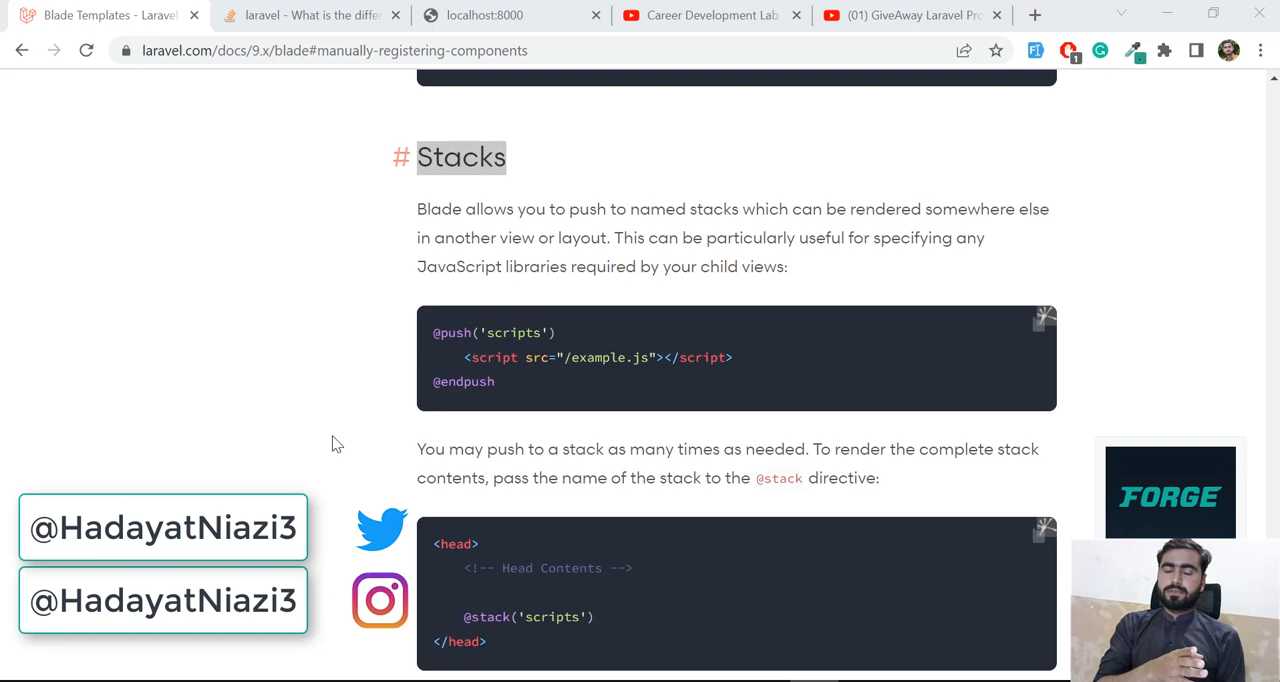 Blade Templates - Laravel
laravel - What is the differ
localhost:8000
Career Development Lab
(01) GiveAway Laravel Pro
laravel.com/docs/9.x/blade#manually-registering-components
1
# Stacks
Blade allows you to push to named stacks which can be rendered somewhere else
in another view or layout. This can be particularly useful for specifying any
JavaScript libraries required by your child views:
@push('scripts')
<script src="/example.js"></script>
@endpush
You may push to a stack as many times as needed. To render the complete stack
contents, pass the name of the stack to the @stack directive:
<head>
<!-- Head Contents -->
@stack('scripts')
</head>
FORGE
@HadayatNiazi3
@HadayatNiazi3